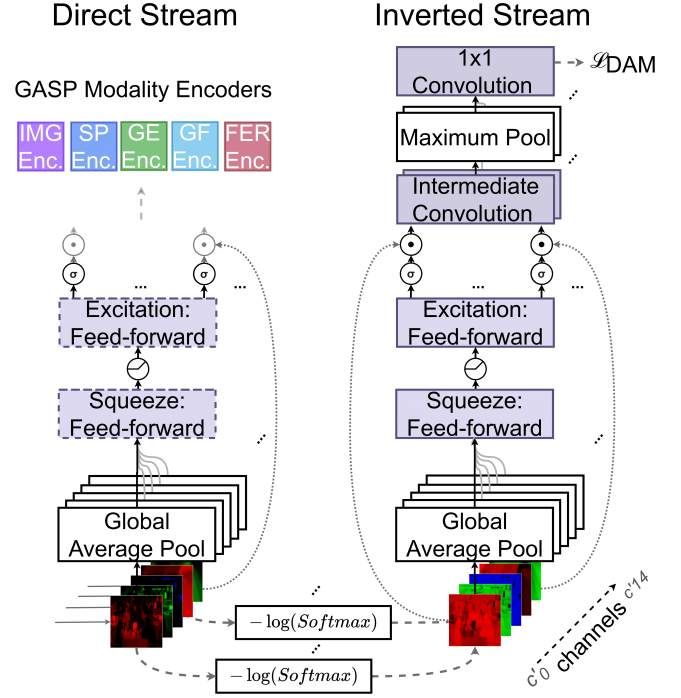 Direct Stream
Inverted Stream
1x1
Convolution
ℒDAM
GASP Modality Encoders
IMG
Enc.
SP
Enc.
GE
Enc.
GF
Enc.
FER
Enc.
...
Maximum Pool
...
Intermediate
Convolution
σ
σ
...
σ
σ
...
...
...
Excitation:
Feed-forward
Excitation:
Feed-forward
Squeeze:
Feed-forward
Squeeze:
Feed-forward
...
...
Global
Average Pool
Global
Average Pool
...
− log(Softmax)
...
− log(Softmax)
c'0 channels c'14